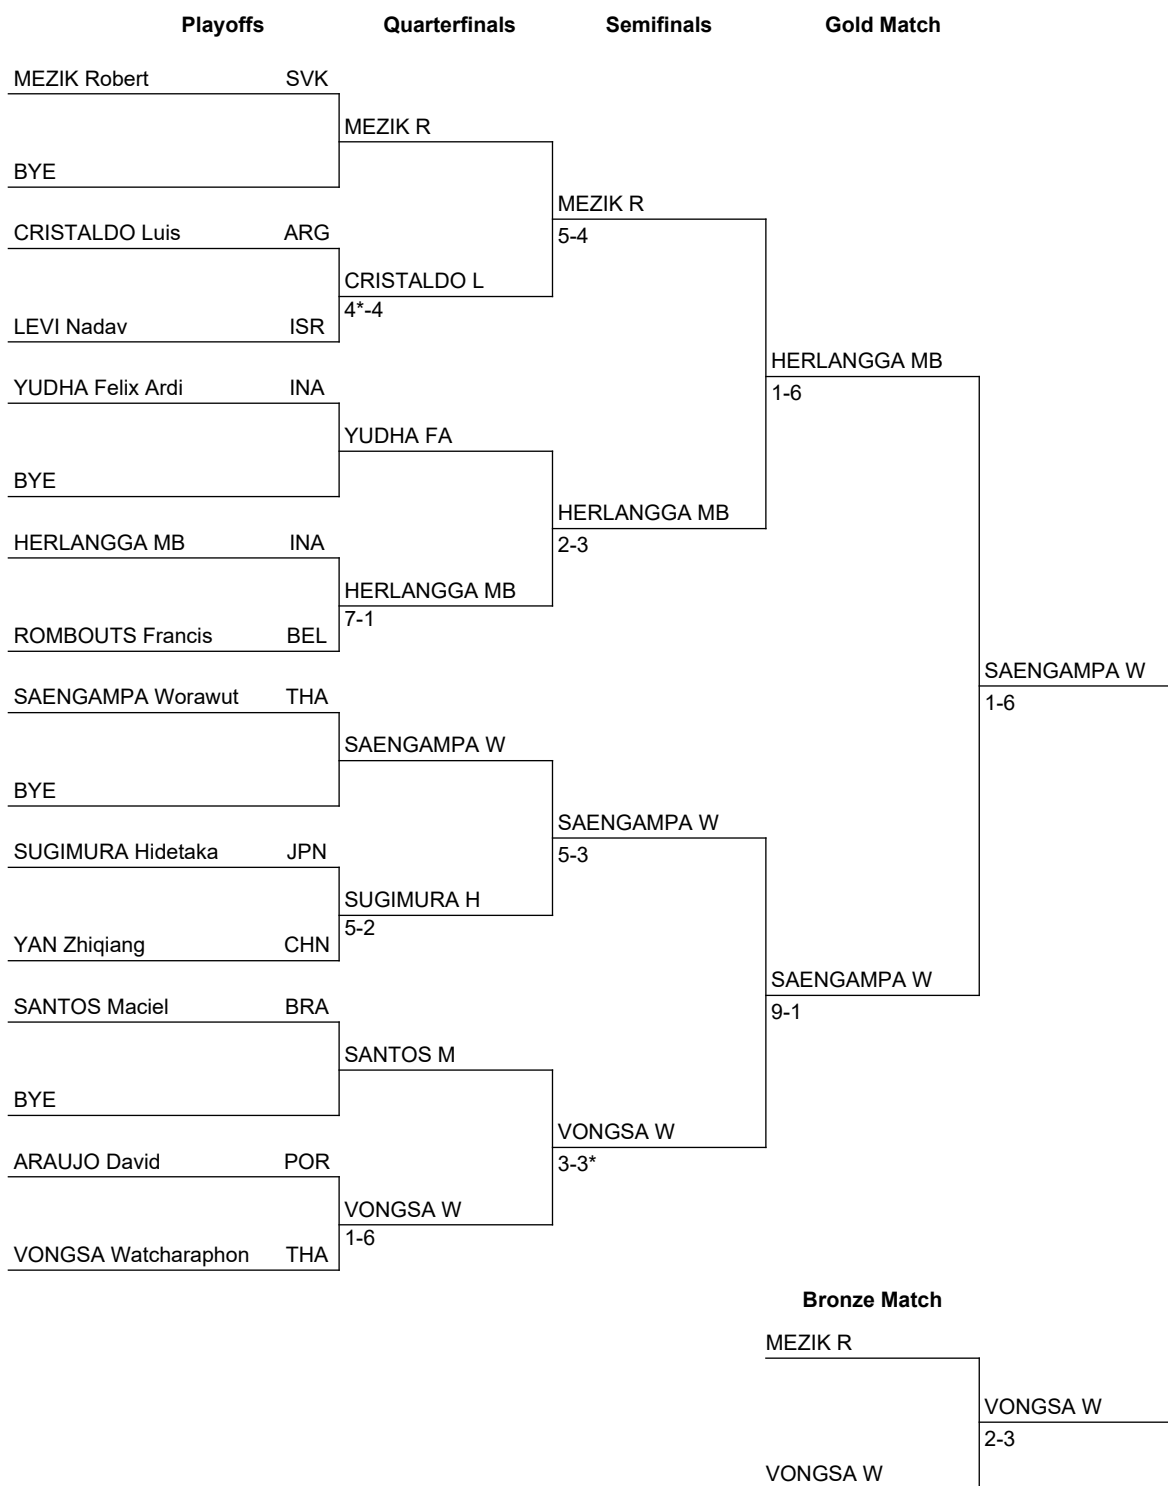 Playoffs Quarterfinals Semifinals Gold Match
MEZIK Robert SVK
MEZIK R
BYE
MEZIK R
CRISTALDO Luis ARG
5-4
CRISTALDO L
4*-4
LEVI Nadav ISR
HERLANGGA MB
YUDHA Felix Ardi INA
1-6
YUDHA FA
BYE
HERLANGGA MB
HERLANGGA MB INA
2-3
HERLANGGA MB
7-1
ROMBOUTS Francis BEL
SAENGAMPA W
SAENGAMPA Worawut THA
1-6
SAENGAMPA W
BYE
SAENGAMPA W
SUGIMURA Hidetaka JPN
5-3
SUGIMURA H
5-2
YAN Zhiqiang CHN
SAENGAMPA W
SANTOS Maciel BRA
9-1
SANTOS M
BYE
VONGSA W
ARAUJO David POR
3-3*
VONGSA W
1-6
VONGSA Watcharaphon THA
Bronze Match
MEZIK R
VONGSA W
2-3
VONGSA W